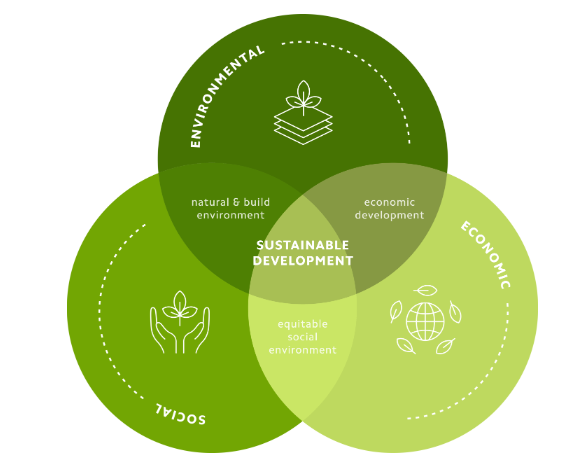 ENVIRONMENTAL
natural & build
environment
economic
development
ECONOMIC
SUSTAINABLE
DEVELOPMENT
equitable
social
environment
SOCIAL